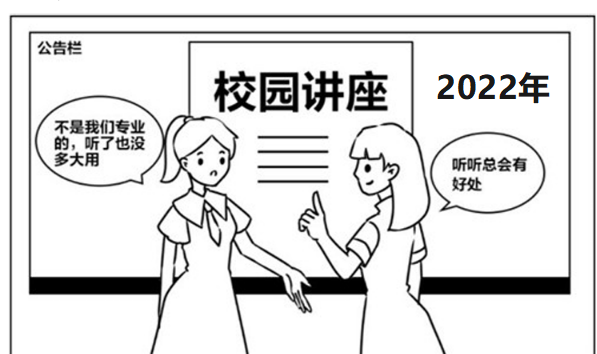 公告栏
校园讲座
2022年
不是我们专业
的，听了也没
多大用
听听总会有
好处